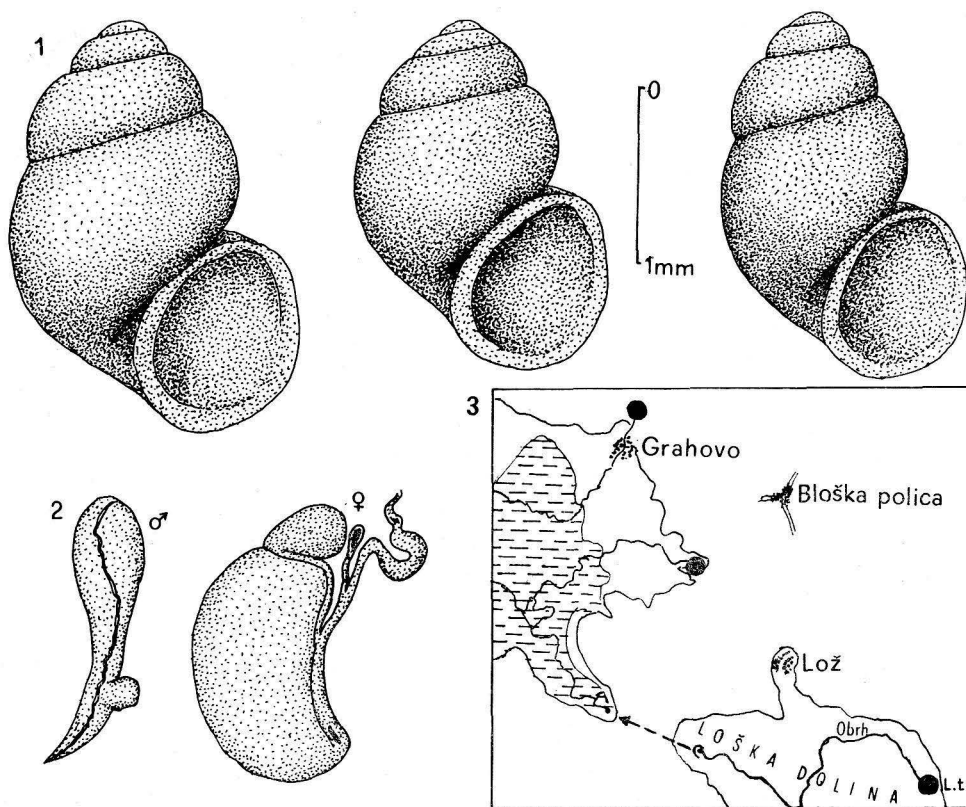 1
0
1mm
2
♂
♀
3
Grahovo
Bloška polica
Lož
Obrh
LOŠKA DOLINA
L.t